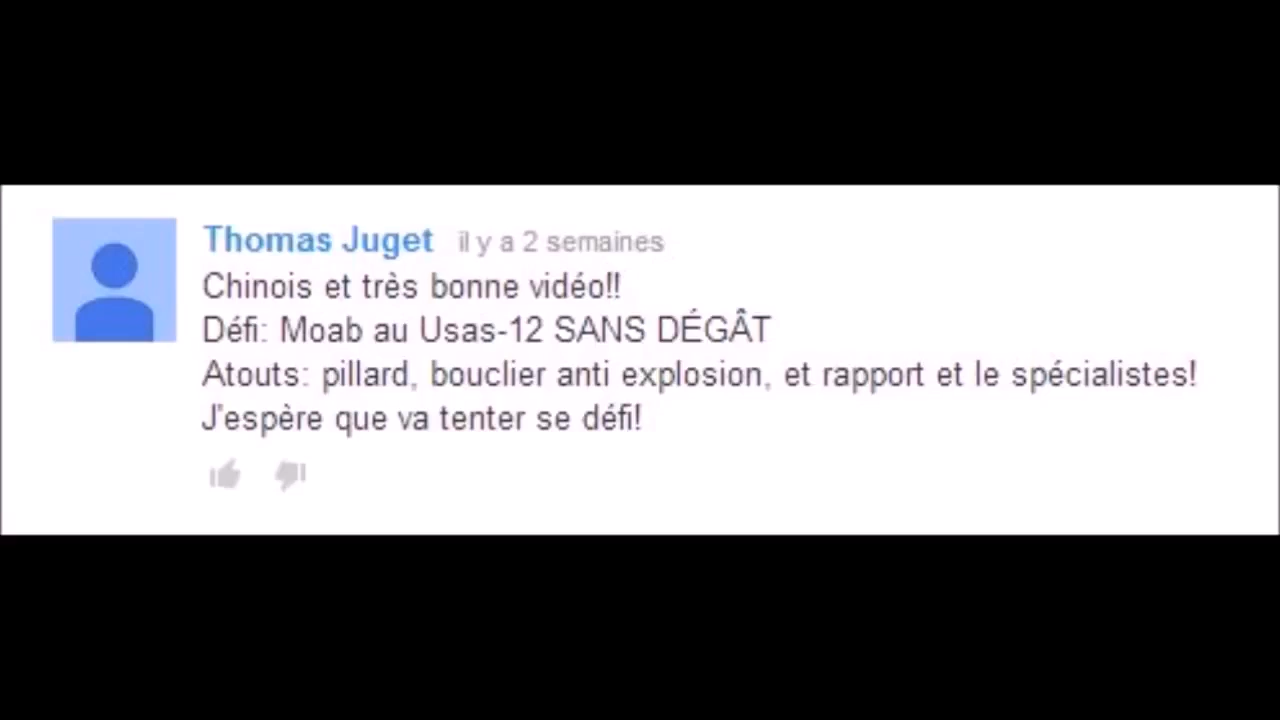 Thomas Juget il y a 2 semaines
Chinois et très bonne vidéo!!
Défi: Moab au Usas-12 SANS DÉGÂT
Atouts: pillard, bouclier anti explosion, et rapport et le spécialistes!
J'espère que va tenter se défi!